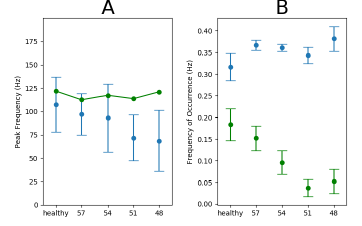 A
Peak Frequency (Hz)
175
150
125
100
75
50
25
0
healthy 57 54 51 48
B
Frequency of Occurrence (Hz)
0.40
0.35
0.30
0.25
0.20
0.15
0.10
0.05
0.00
healthy 57 54 51 48